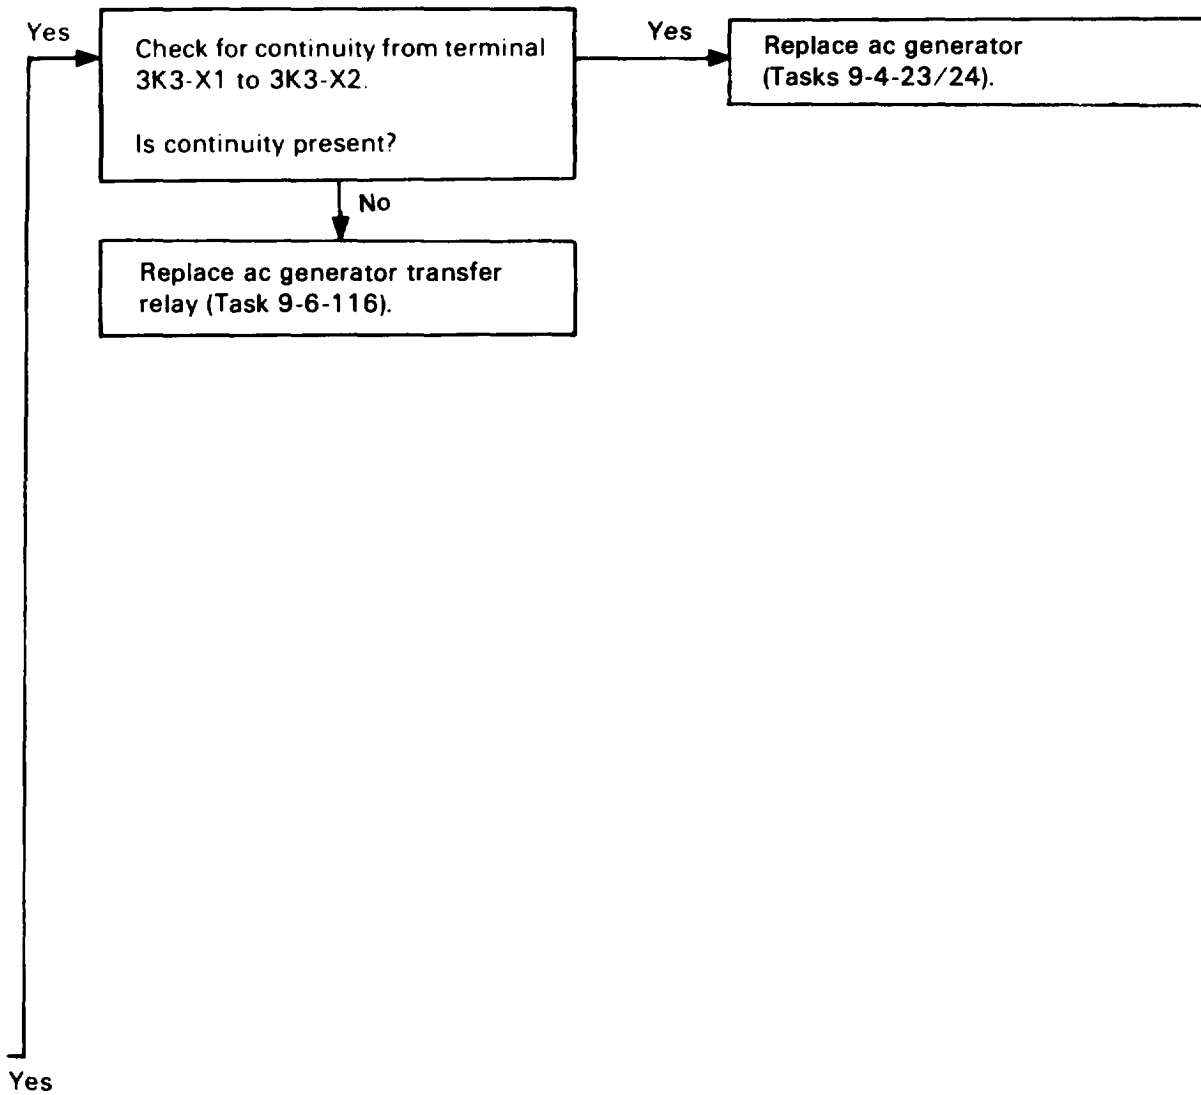 Yes
Check for continuity from terminal
3K3-X1 to 3K3-X2.
Is continuity present?
Yes
Replace ac generator
(Tasks 9-4-23/24).
No
Replace ac generator transfer
relay (Task 9-6-116).
Yes